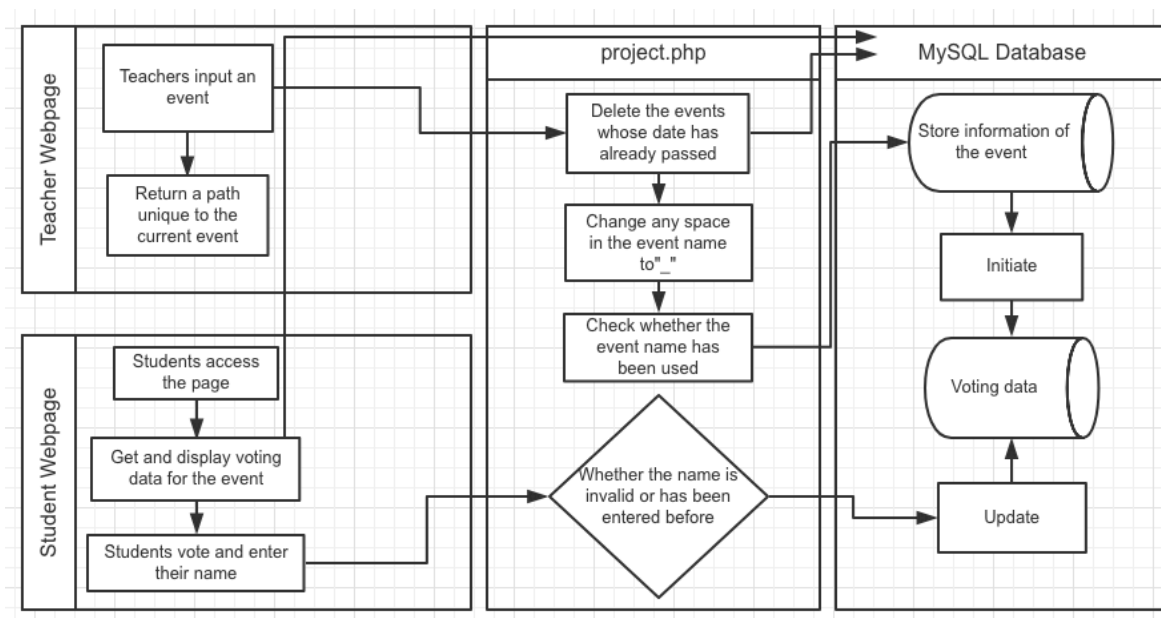 Teacher Webpage
Teachers input an
event
Return a path
unique to the
current event
Student Webpage
Students access
the page
Get and display voting
data for the event
Students vote and enter
their name
project.php
Delete the events
whose date has
already passed
Change any space
in the event name
to"_"
Check whether the
event name has
been used
Whether the name is
invalid or has been
entered before
MySQL Database
Store information of
the event
Initiate
Voting data
Update